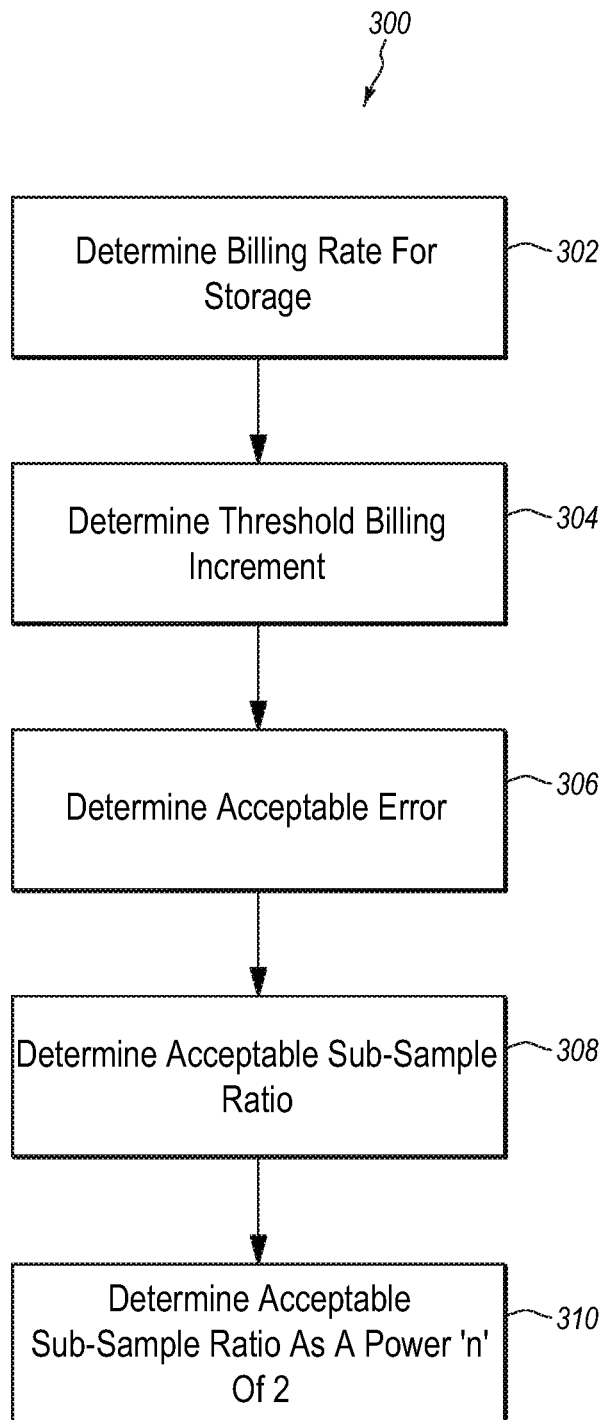 300
Determine Billing Rate For
Storage
302
Determine Threshold Billing
Increment
304
Determine Acceptable Error
306
Determine Acceptable Sub-Sample
Ratio
308
Determine Acceptable
Sub-Sample Ratio As A Power 'n'
Of 2
310